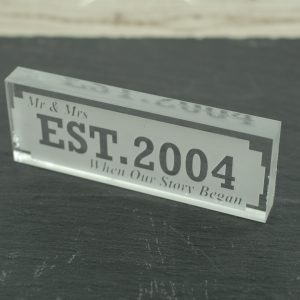 Mr & Mrs
EST.2004
When Our Story Began